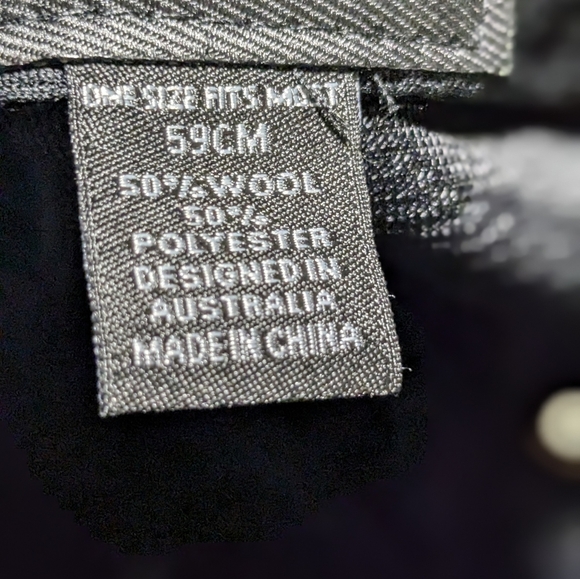 ONE SIZE FITS MOST
59CM
50% WOOL
50%
POLYESTER
DESIGNED IN
AUSTRALIA
MADE IN CHINA